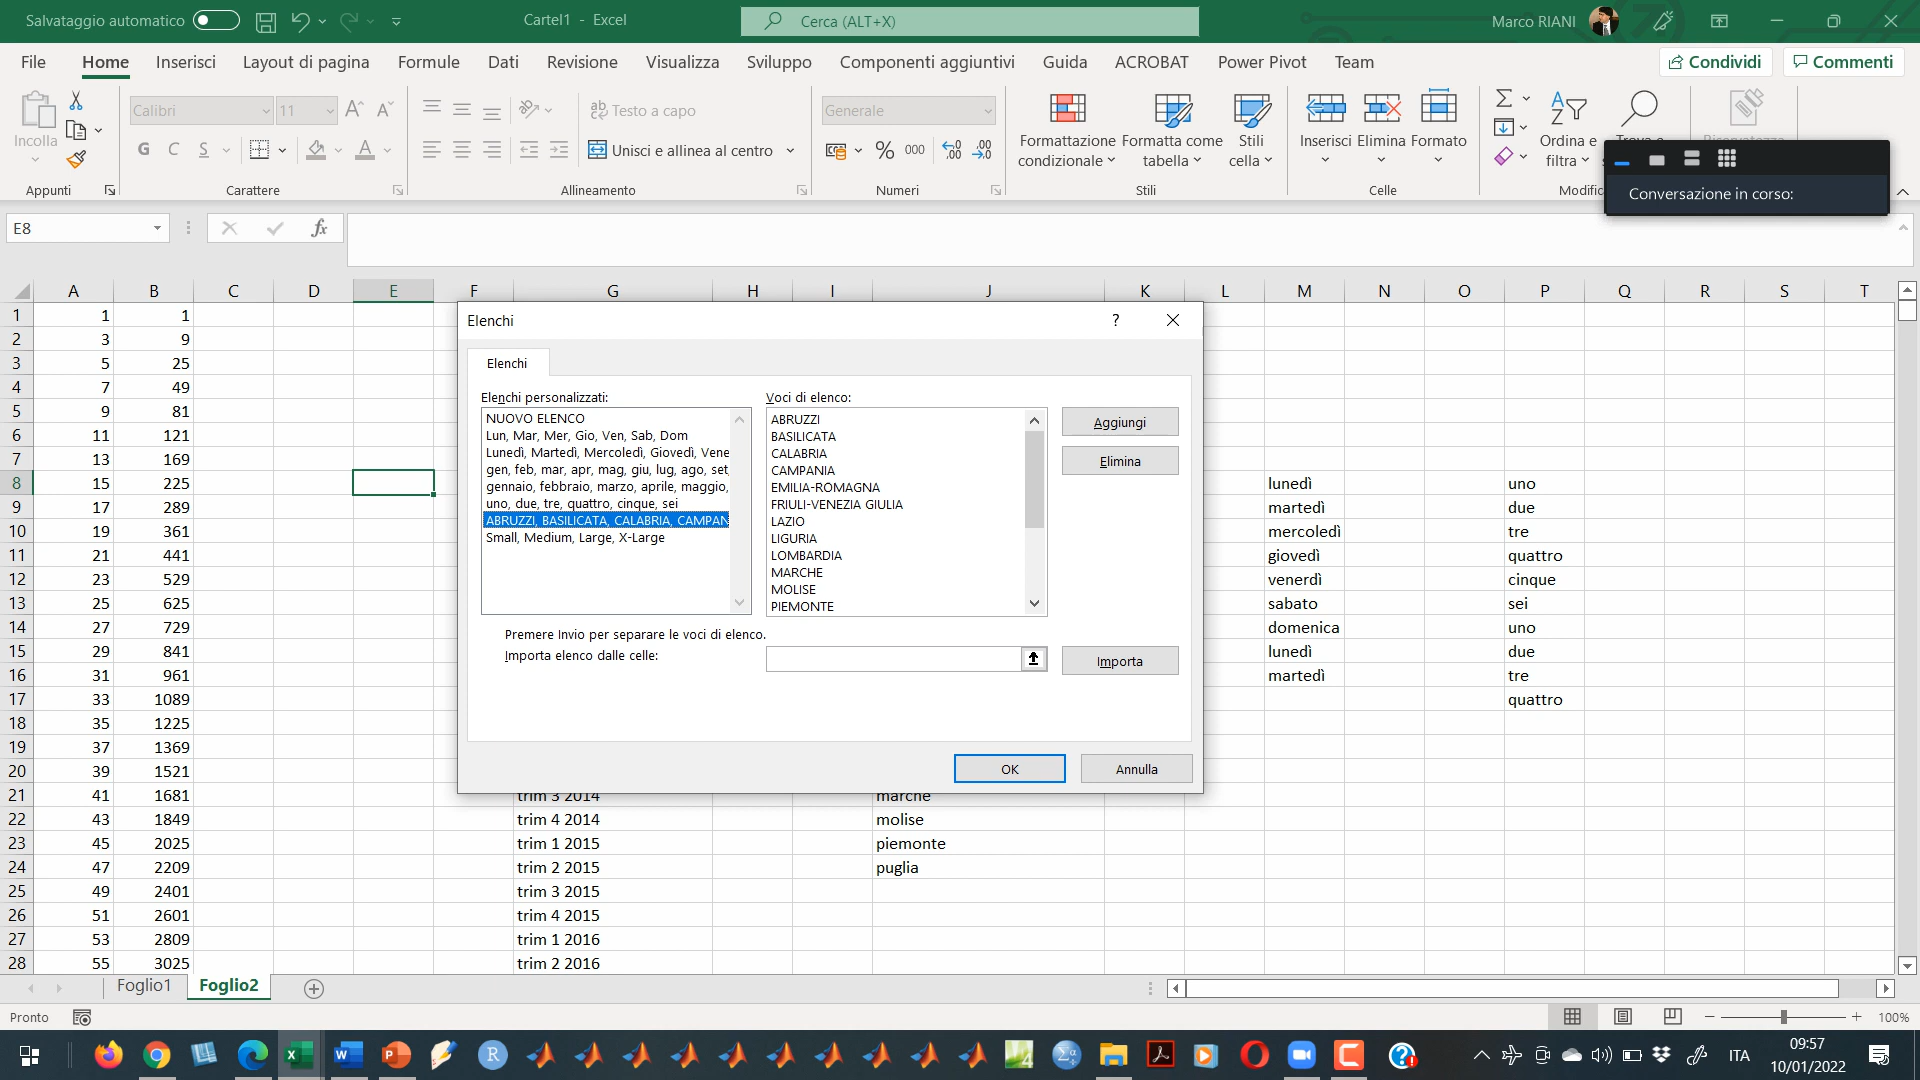 Salvataggio automatico
Cartel1 - Excel
Cerca (ALT+X)
Marco RIANI
File Home Inserisci Layout di pagina Formule Dati Revisione Visualizza Sviluppo Componenti aggiuntivi Guida ACROBAT Power Pivot Team
Condividi Commenti
Incolla
Calibri 11
G C S
Testo a capo
Unisci e allinea al centro
Generale
% 000
Formattazione condizionale
Formatta come tabella
Stili cella
Inserisci Elimina Formato
Ordina e filtra
Appunti Carattere Allineamento Numeri Stili Celle Modific
Conversazione in corso:
E8
fx
A B C D E F G H I J K L M N O P Q R S T
1 1 1
2 3 9
3 5 25
4 7 49
5 9 81
6 11 121
7 13 169
8 15 225 lunedì uno
9 17 289 martedì due
10 19 361 mercoledì tre
11 21 441 giovedì quattro
12 23 529 venerdì cinque
13 25 625 sabato sei
14 27 729 domenica uno
15 29 841 lunedì due
16 31 961 martedì tre
17 33 1089 quattro
18 35 1225
19 37 1369
20 39 1521
21 41 1681 trim 3 2014 marche
22 43 1849 trim 4 2014 molise
23 45 2025 trim 1 2015 piemonte
24 47 2209 trim 2 2015 puglia
25 49 2401 trim 3 2015
26 51 2601 trim 4 2015
27 53 2809 trim 1 2016
28 55 3025 trim 2 2016
Elenchi
?
Elenchi
Elenchi personalizzati:
NUOVO ELENCO
Lun, Mar, Mer, Gio, Ven, Sab, Dom
Lunedì, Martedì, Mercoledì, Giovedì, Vene
gen, feb, mar, apr, mag, giu, lug, ago, set,
gennaio, febbraio, marzo, aprile, maggio,
uno, due, tre, quattro, cinque, sei
ABRUZZI, BASILICATA, CALABRIA, CAMPAN
Small, Medium, Large, X-Large
Voci di elenco:
ABRUZZI
BASILICATA
CALABRIA
CAMPANIA
EMILIA-ROMAGNA
FRIULI-VENEZIA GIULIA
LAZIO
LIGURIA
LOMBARDIA
MARCHE
MOLISE
PIEMONTE
Aggiungi
Elimina
Premere Invio per separare le voci di elenco.
Importa elenco dalle celle:
Importa
OK
Annulla
Foglio1 Foglio2
Pronto
100%
ITA
09:57
10/01/2022